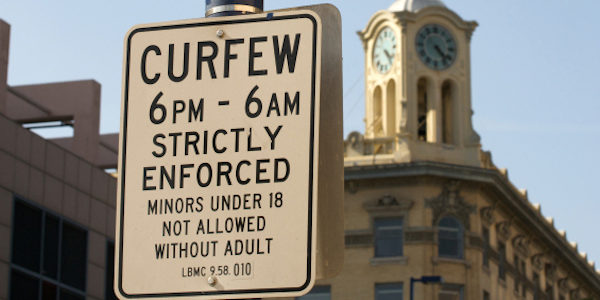 CURFEW
6PM - 6AM
STRICTLY
ENFORCED
MINORS UNDER 18
NOT ALLOWED
WITHOUT ADULT
LBMC 9.58.010